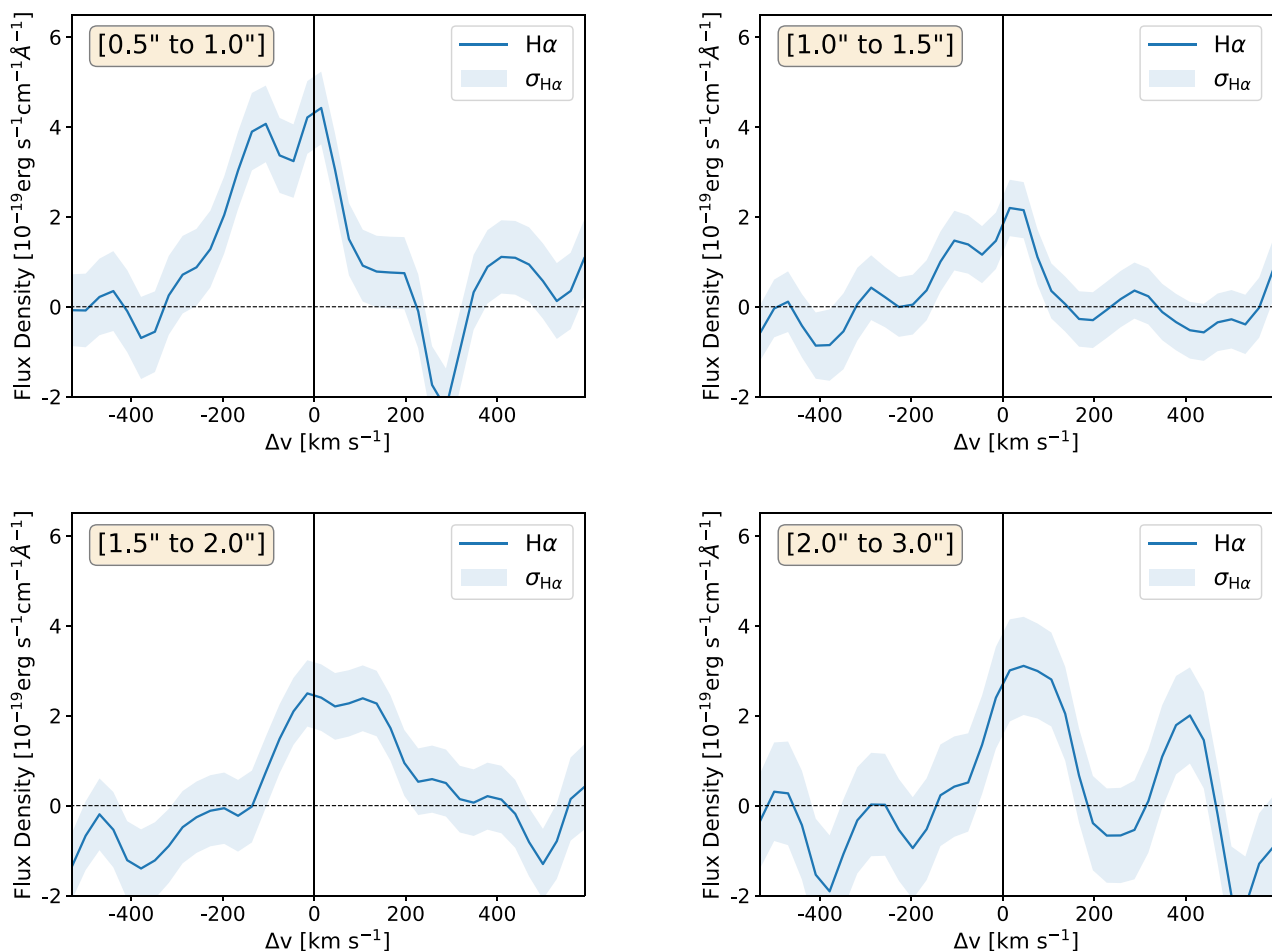 [0.5" to 1.0"]
Hα
σHα
Flux Density [10⁻¹⁹erg s⁻¹cm⁻¹Å⁻¹]
6
4
2
0
-2
-400 -200 0 200 400
Δv [km s⁻¹]
[1.0" to 1.5"]
Hα
σHα
Flux Density [10⁻¹⁹erg s⁻¹cm⁻¹Å⁻¹]
6
4
2
0
-2
-400 -200 0 200 400
Δv [km s⁻¹]
[1.5" to 2.0"]
Hα
σHα
Flux Density [10⁻¹⁹erg s⁻¹cm⁻¹Å⁻¹]
6
4
2
0
-2
-400 -200 0 200 400
Δv [km s⁻¹]
[2.0" to 3.0"]
Hα
σHα
Flux Density [10⁻¹⁹erg s⁻¹cm⁻¹Å⁻¹]
6
4
2
0
-2
-400 -200 0 200 400
Δv [km s⁻¹]